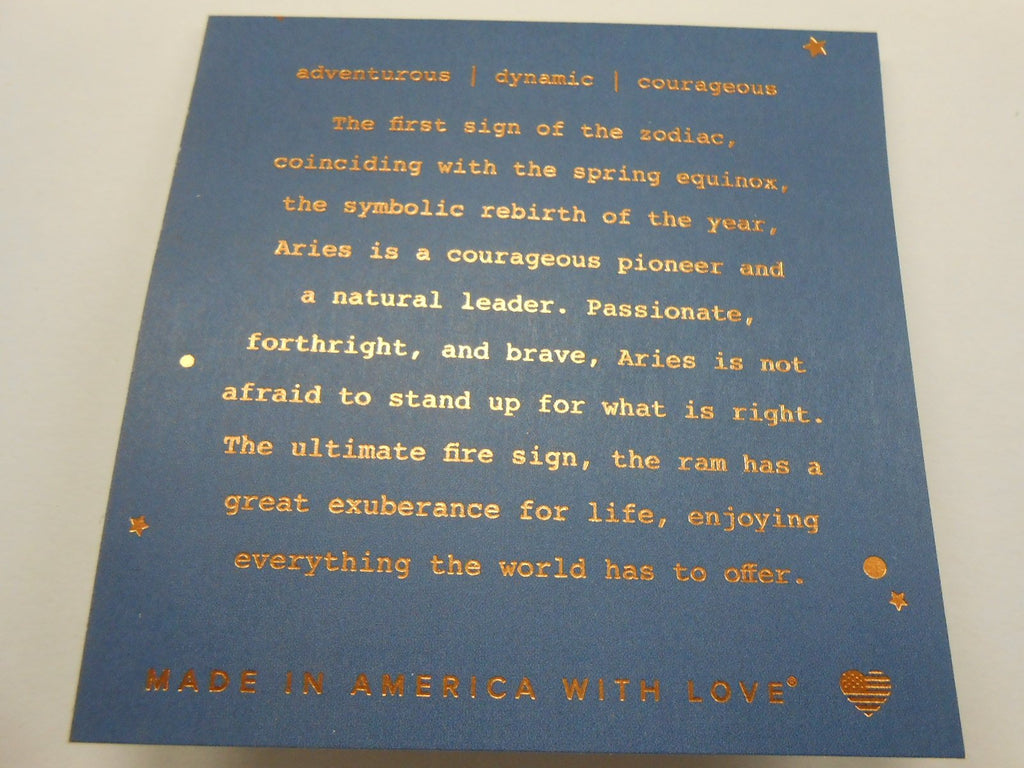 adventurous | dynamic | courageous
The first sign of the zodiac,
coinciding with the spring equinox,
the symbolic rebirth of the year,
Aries is a courageous pioneer and
a natural leader. Passionate,
forthright, and brave, Aries is not
afraid to stand up for what is right.
The ultimate fire sign, the ram has a
great exuberance for life, enjoying
everything the world has to offer.
MADE IN AMERICA WITH LOVE®